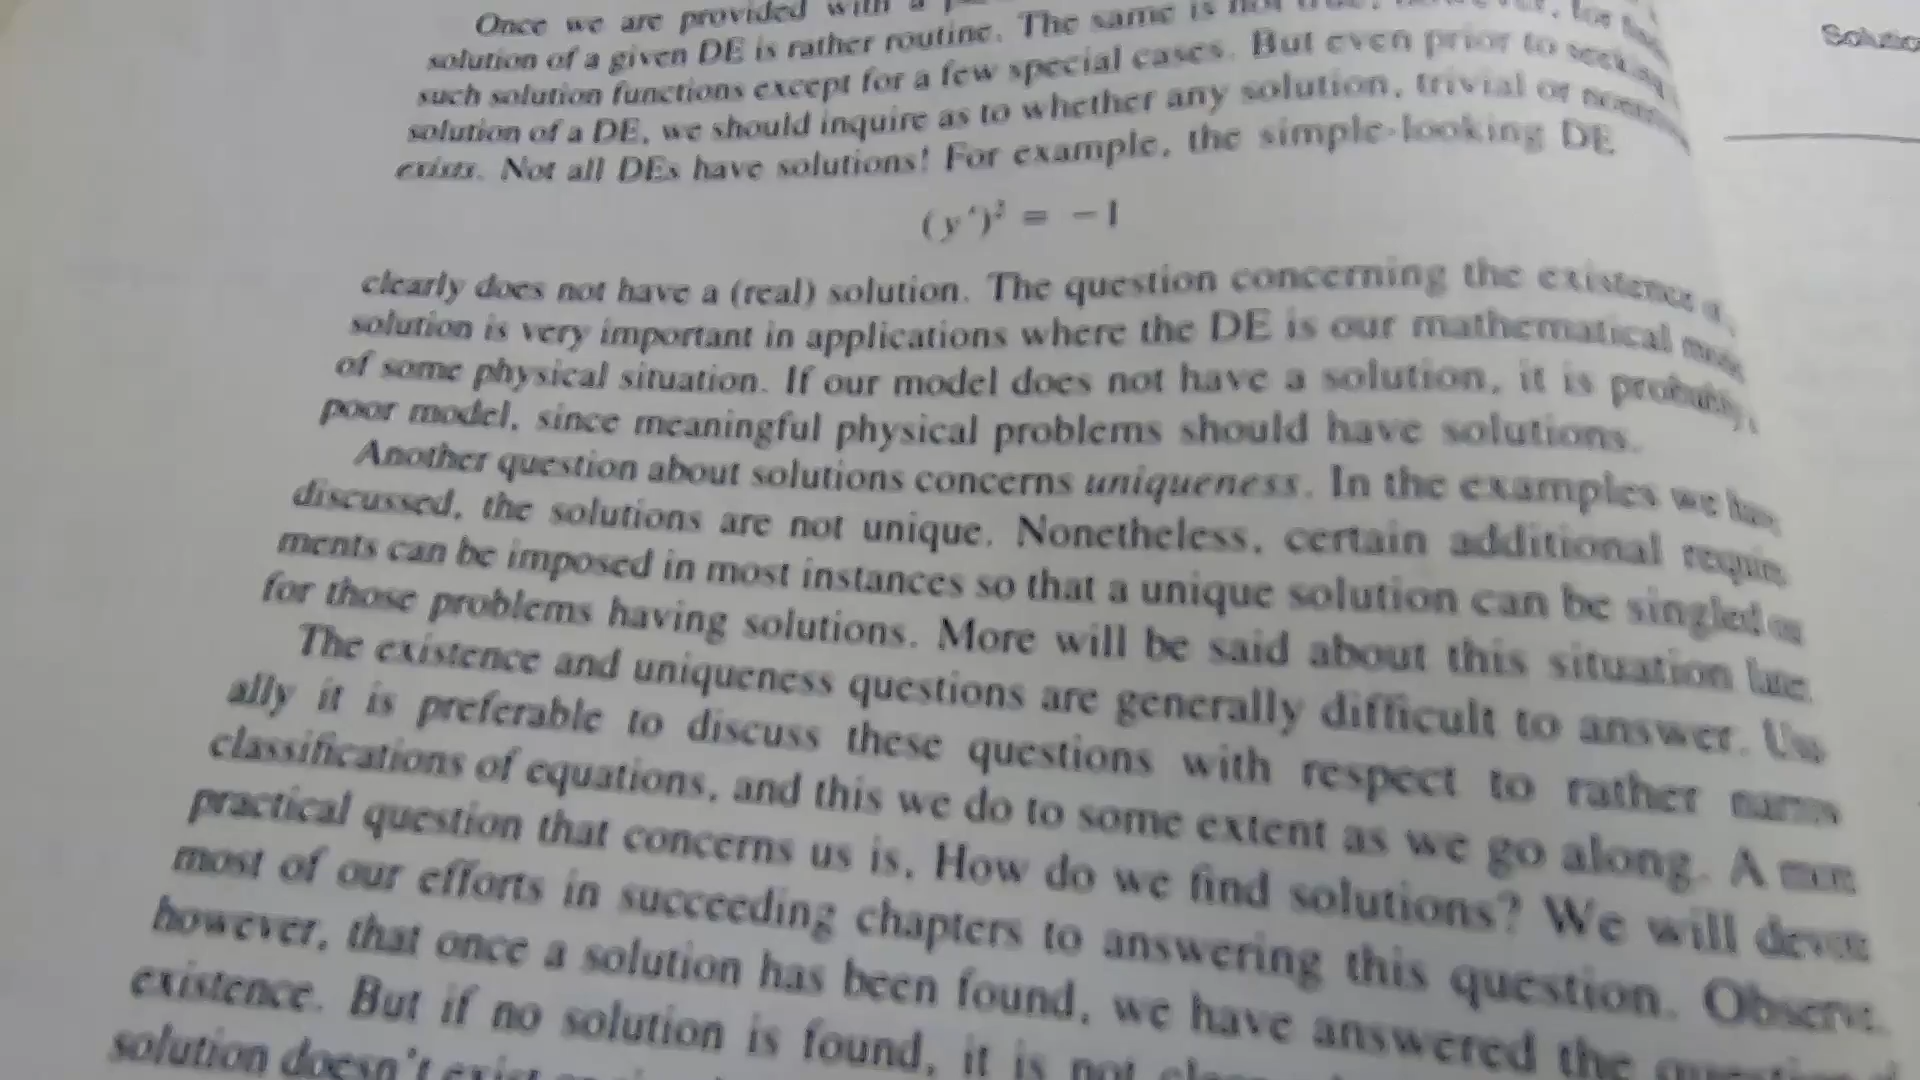 Once we are provided with a
solution of a given DE is rather routine. The same is not true, however, for
such solution functions except for a few special cases. But even prior to seeking
solution of a DE, we should inquire as to whether any solution, trivial or
exists. Not all DEs have solutions! For example, the simple-looking DE
(y')² = −1
clearly does not have a (real) solution. The question concerning the existence
solution is very important in applications where the DE is our mathematical
of some physical situation. If our model does not have a solution, it is probably
poor model, since meaningful physical problems should have solutions.
Another question about solutions concerns uniqueness. In the examples we have
discussed, the solutions are not unique. Nonetheless, certain additional require
ments can be imposed in most instances so that a unique solution can be singled
for those problems having solutions. More will be said about this situation
The existence and uniqueness questions are generally difficult to answer.
ally it is preferable to discuss these questions with respect to rather
classifications of equations, and this we do to some extent as we go along. A
practical question that concerns us is, How do we find solutions? We will
most of our efforts in succeeding chapters to answering this question. Observe,
however, that once a solution has been found, we have answered the question
existence. But if no solution is found, it is not
solution doesn't exist